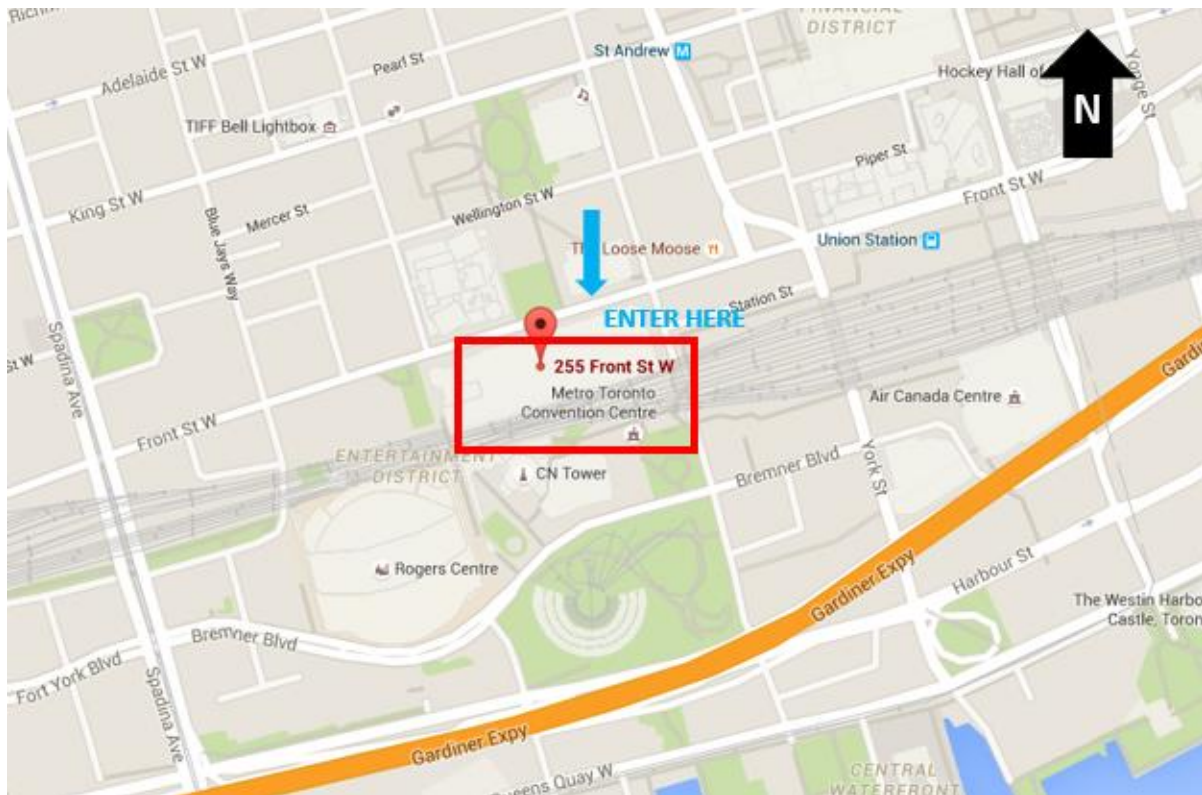 FINANCIAL
DISTRICT
St Andrew M
Yonge St
Hockey Hall of
N
Adelaide St W
Pearl St
TIFF Bell Lightbox
Piper St
Front St W
King St W
Mercer St
Blue Jays Way
Wellington St W
Union Station
The Loose Moose
Station St
ENTER HERE
Spadina Ave
St W
255 Front St W
Metro Toronto
Convention Centre
Gardiner
Air Canada Centre
Front St W
ENTERTAINMENT
DISTRICT
CN Tower
Bremner Blvd
York St
Rogers Centre
Gardiner Expy
Harbour St
The Westin Harbo
Castle, Toron
Bremner Blvd
Fort York Blvd
Spadina Ave
Gardiner Expy
Queens Quay W
CENTRAL
WATERFRONT